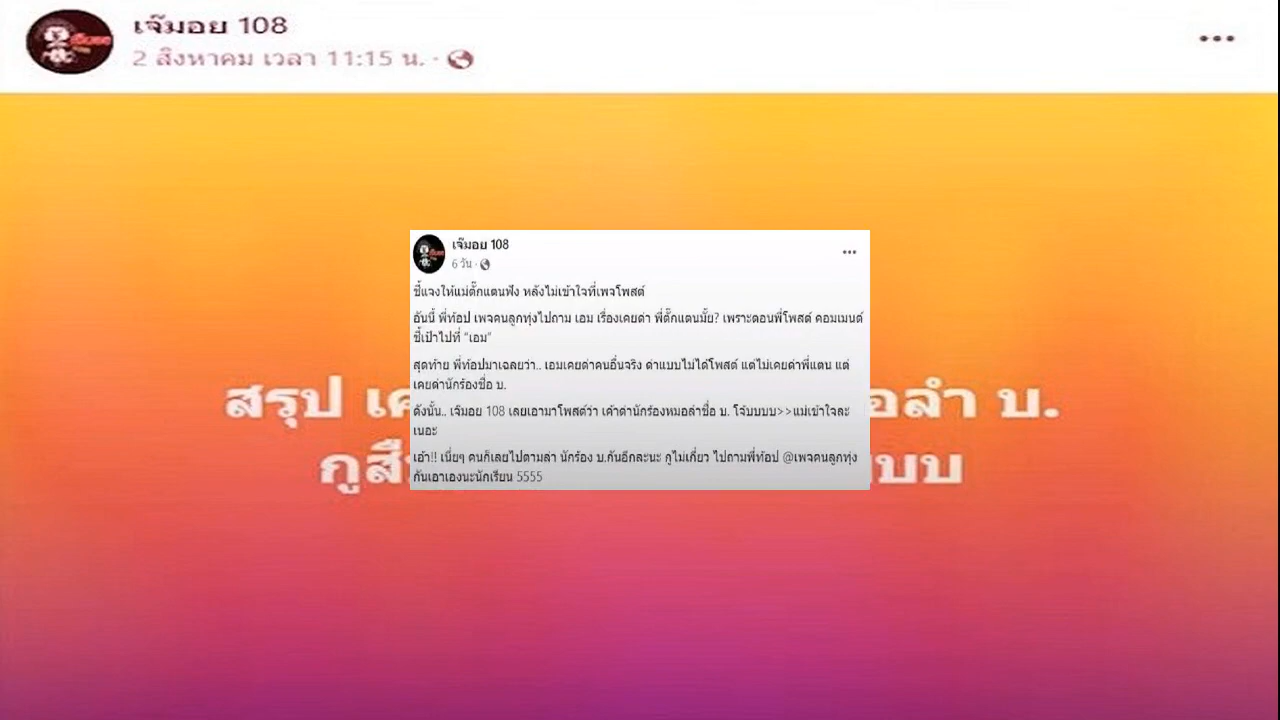 เจ๊มอย 108
2 สิงหาคม เวลา 11:15 น. ·
เจ๊มอย 108
6 วัน ·
ชี้แจงให้แม่ตั๊กแตนฟัง หลังไม่เข้าใจที่เพจโพสต์
อันนี้ พี่ท้อป เพจคนลูกทุ่งไปถาม เอม เรื่องเคยด่า พี่ตั๊กแตนมั้ย? เพราะตอนพี่โพสต์ คอมเมนต์
ชี้เป้าไปที่ "เอม"
สุดท้าย พี่ท้อปมาเฉลยว่า.. เอมเคยด่าคนอื่นจริง ด่าแบบไม่ได้โพสต์ แต่ไม่เคยด่าพี่แตน แต่
เคยด่านักร้องชื่อ บ.
ดังนั้น.. เจ๊มอย 108 เลยเอามาโพสต์ว่า เค้าด่านักร้องหมอลำชื่อ บ. โจ้บบบบ>>แม่เข้าใจละ
เนอะ
เอ้า!! เนี่ยๆ คนก็เลยไปตามล่า นักร้อง บ.กันอีกละนะ กูไม่เกี่ยว ไปถามพี่ท้อป @เพจคนลูกทุ่ง
กันเอาเองนะนักเรียน 5555
สรุป
อลำ บ.
บบ